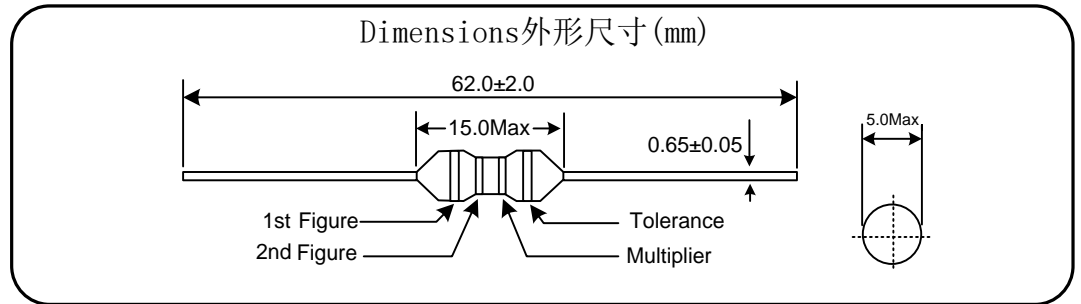 Dimensions外形尺寸(mm)
62.0±2.0
15.0Max
0.65±0.05
5.0Max
1st Figure
Tolerance
2nd Figure
Multiplier